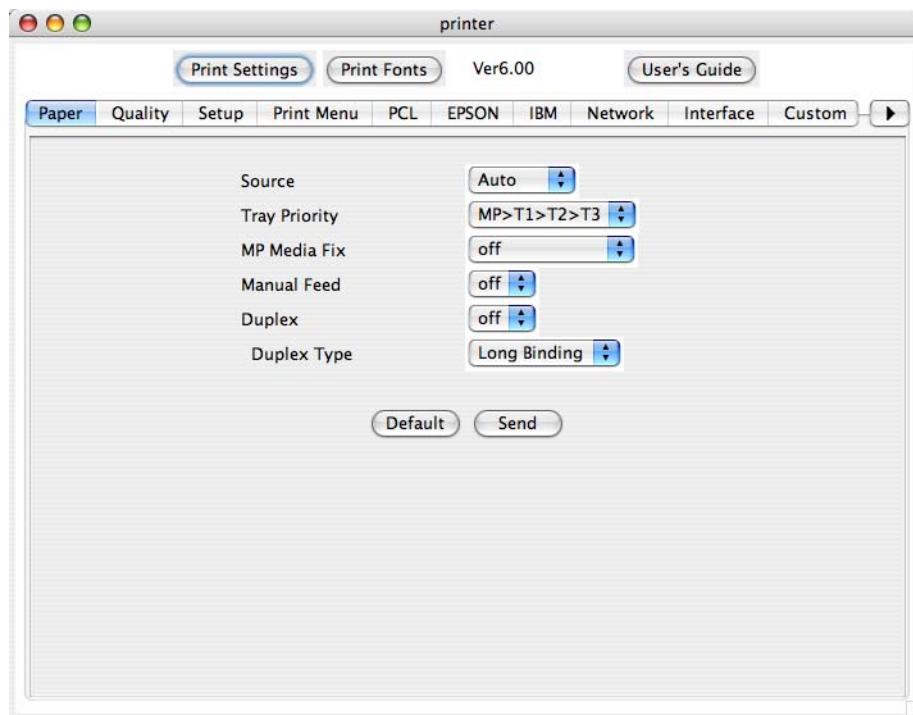 printer
Print Settings Print Fonts Ver6.00 User's Guide
Paper Quality Setup Print Menu PCL EPSON IBM Network Interface Custom
Source Auto
Tray Priority MP>T1>T2>T3
MP Media Fix off
Manual Feed off
Duplex off
Duplex Type Long Binding
Default Send